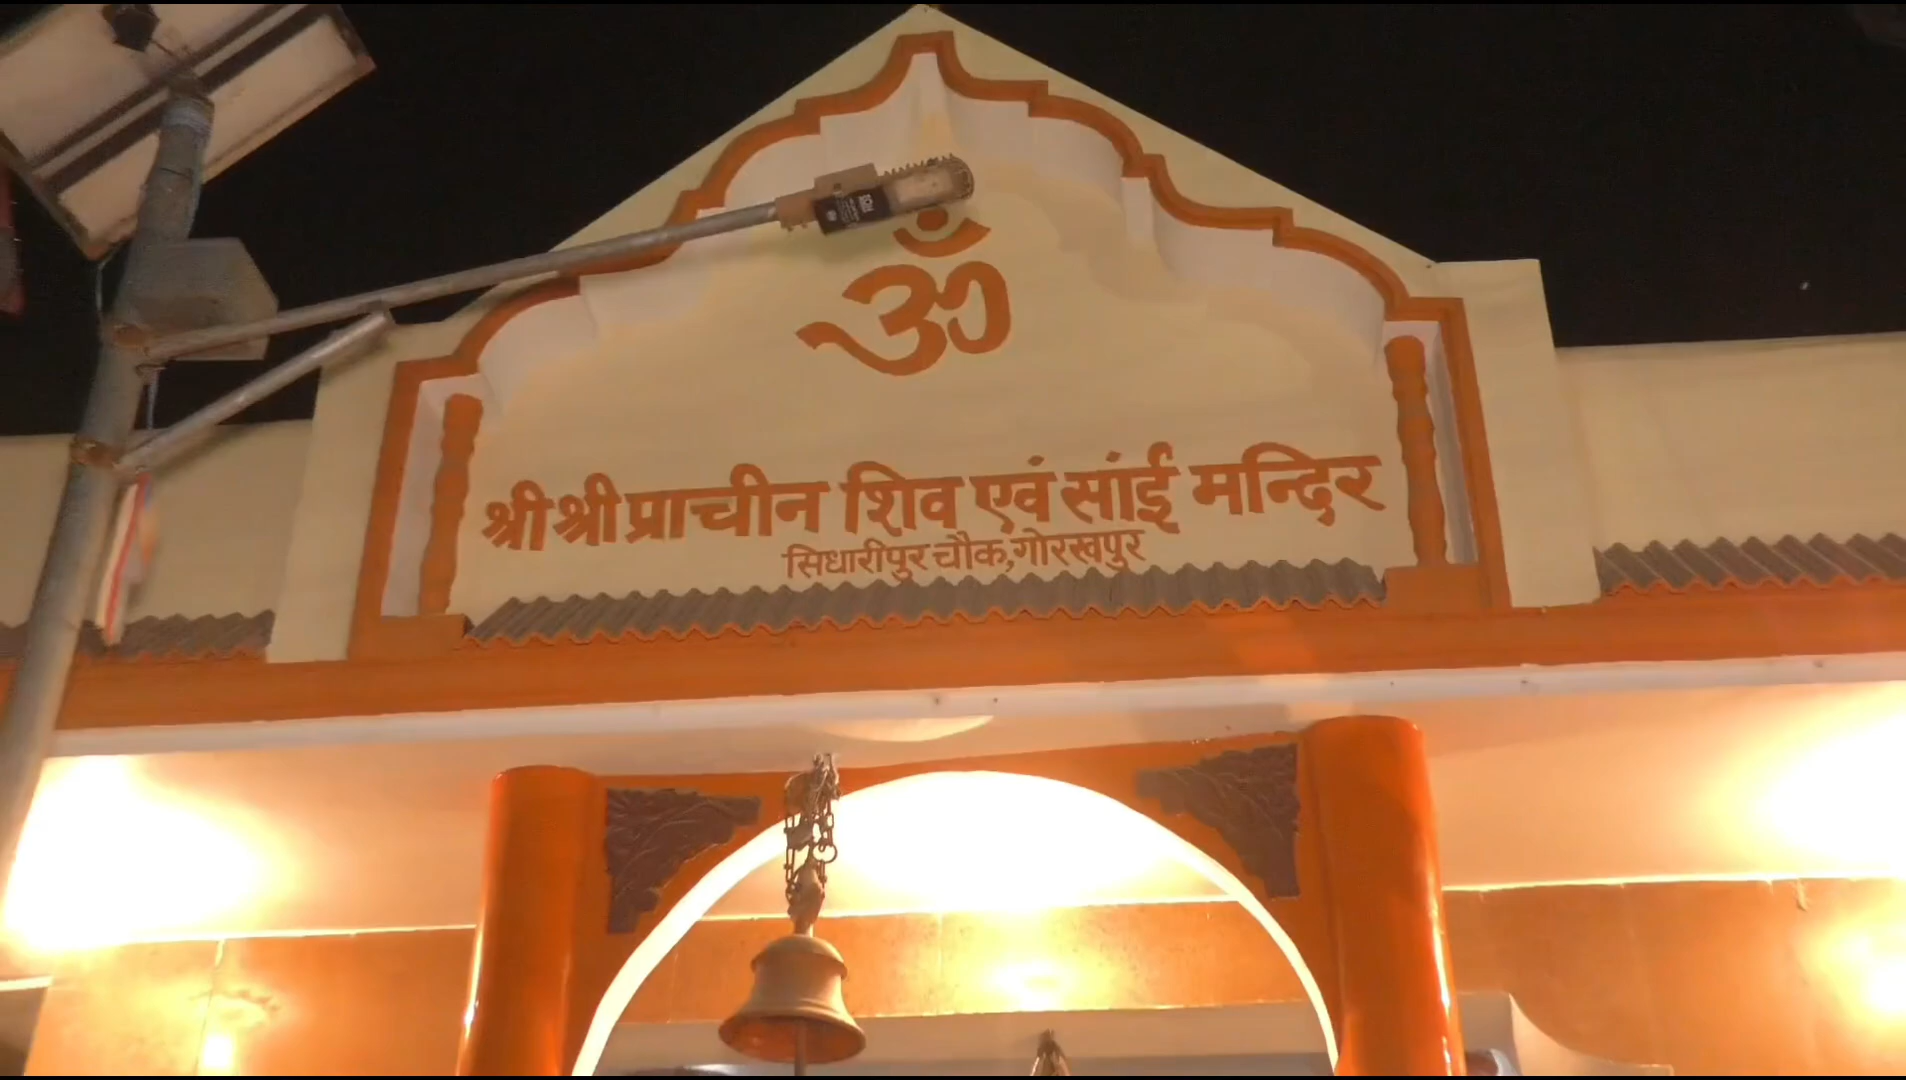 ॐ
श्री श्री प्राचीन शिव एवं सांई मन्दिर
सिधारीपुर चौक, गोरखपुर